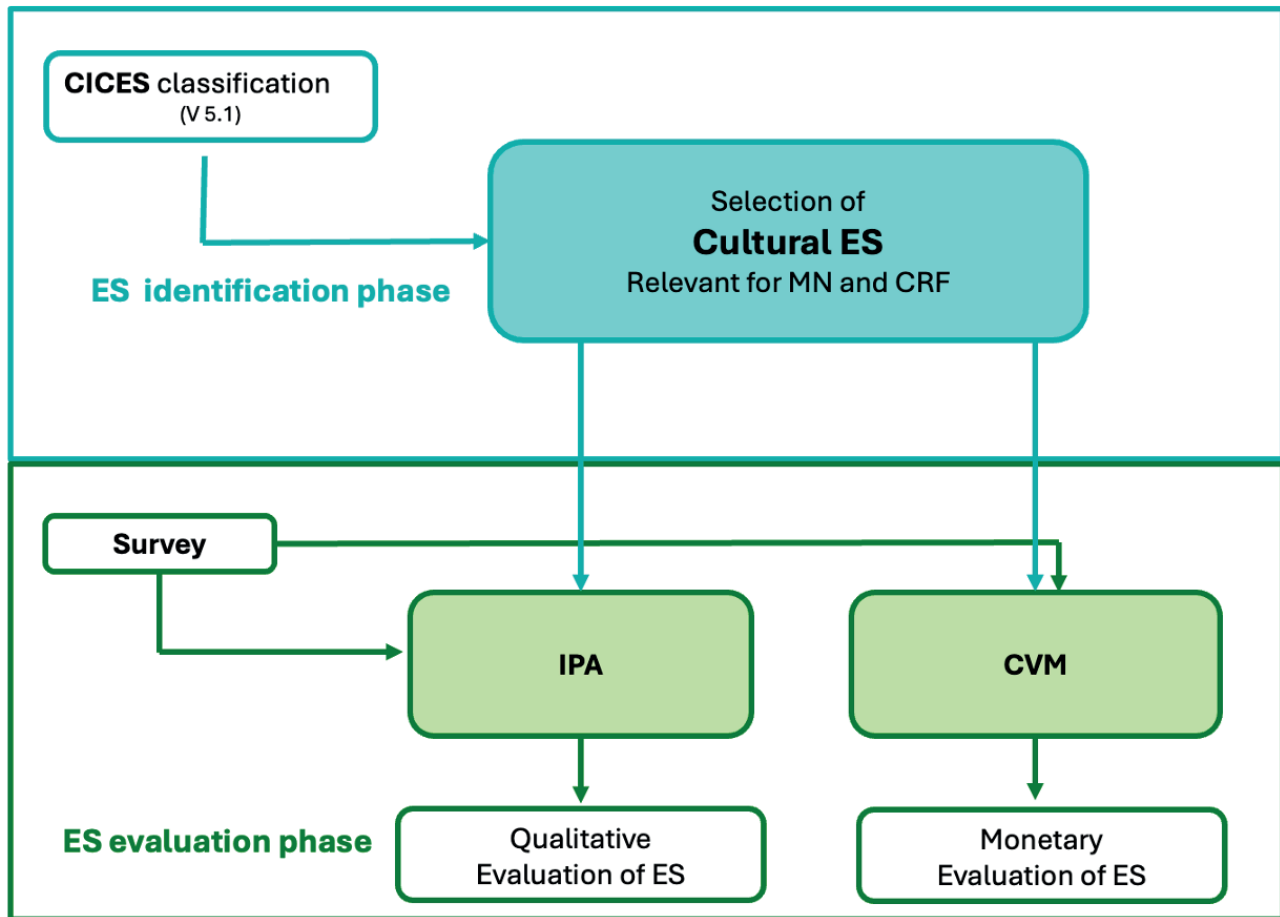 CICES classification
(V 5.1)
Selection of
Cultural ES
Relevant for MN and CRF
ES identification phase
Survey
IPA
CVM
ES evaluation phase
Qualitative
Evaluation of ES
Monetary
Evaluation of ES